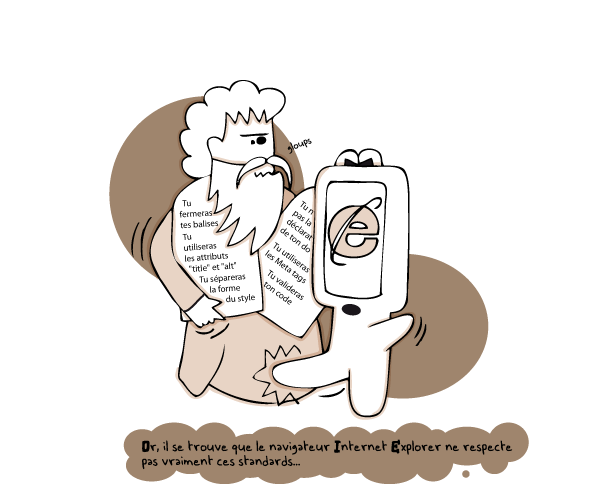 gloups
Tu
fermeras
tes balises
Tu
utiliseras
les attributs
"title" et "alt"
Tu sépareras
la forme
du style
Tu n
pas la
déclarat
de ton do
Tu utiliseras
les Meta tags
Tu valideras
ton code
e
Or, il se trouve que le navigateur Internet Explorer ne respecte
pas vraiment ces standards...